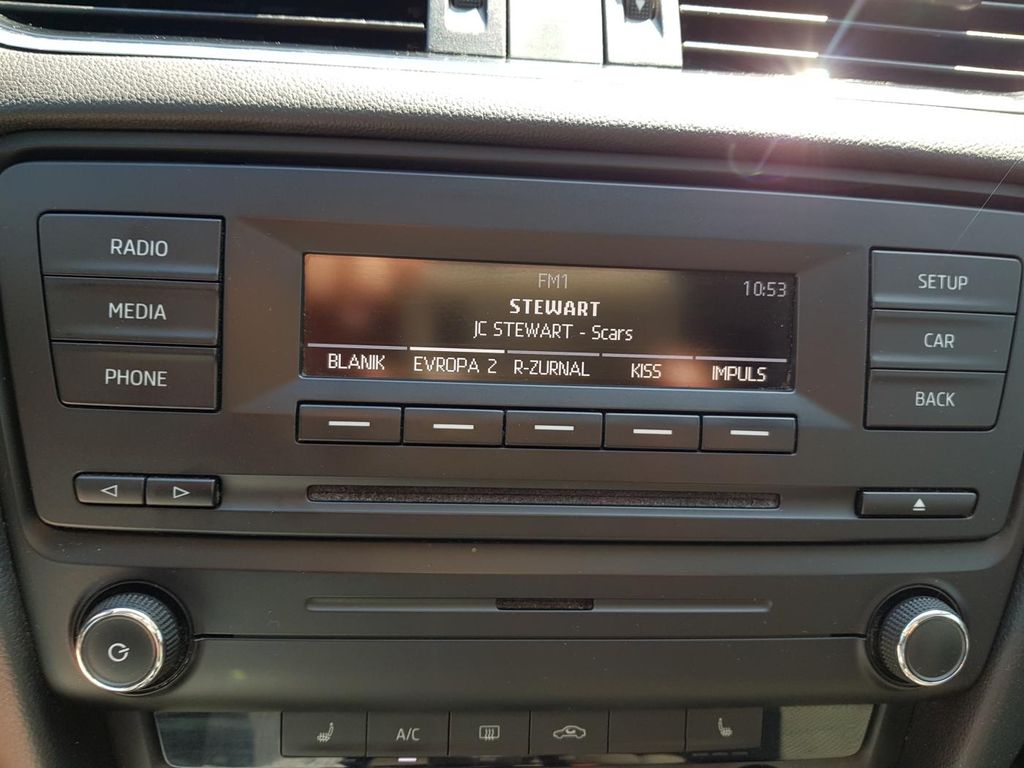 RADIO
MEDIA
PHONE
FM1
10:53
STEWART
JC STEWART - Scars
BLANIK EVROPA 2 R-ZURNAL KISS IMPULS
SETUP
CAR
BACK
A/C